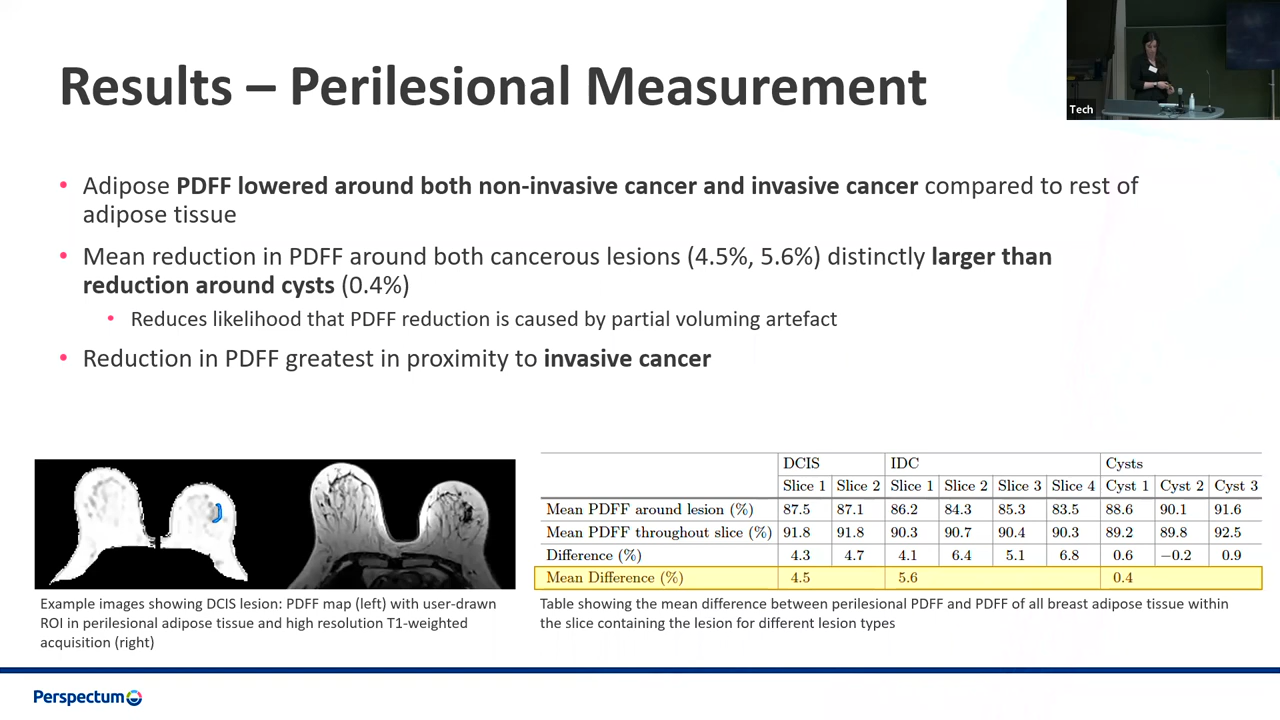 Results – Perilesional Measurement
Tech
• Adipose PDFF lowered around both non-invasive cancer and invasive cancer compared to rest of
adipose tissue
• Mean reduction in PDFF around both cancerous lesions (4.5%, 5.6%) distinctly larger than
reduction around cysts (0.4%)
• Reduces likelihood that PDFF reduction is caused by partial voluming artefact
• Reduction in PDFF greatest in proximity to invasive cancer
DCIS IDC Cysts
Slice 1 Slice 2 Slice 1 Slice 2 Slice 3 Slice 4 Cyst 1 Cyst 2 Cyst 3
Mean PDFF around lesion (%) 87.5 87.1 86.2 84.3 85.3 83.5 88.6 90.1 91.6
Mean PDFF throughout slice (%) 91.8 91.8 90.3 90.7 90.4 90.3 89.2 89.8 92.5
Difference (%) 4.3 4.7 4.1 6.4 5.1 6.8 0.6 −0.2 0.9
Mean Difference (%) 4.5 5.6 0.4
Example images showing DCIS lesion: PDFF map (left) with user-drawn
ROI in perilesional adipose tissue and high resolution T1-weighted
acquisition (right)
Table showing the mean difference between perilesional PDFF and PDFF of all breast adipose tissue within
the slice containing the lesion for different lesion types
Perspectum